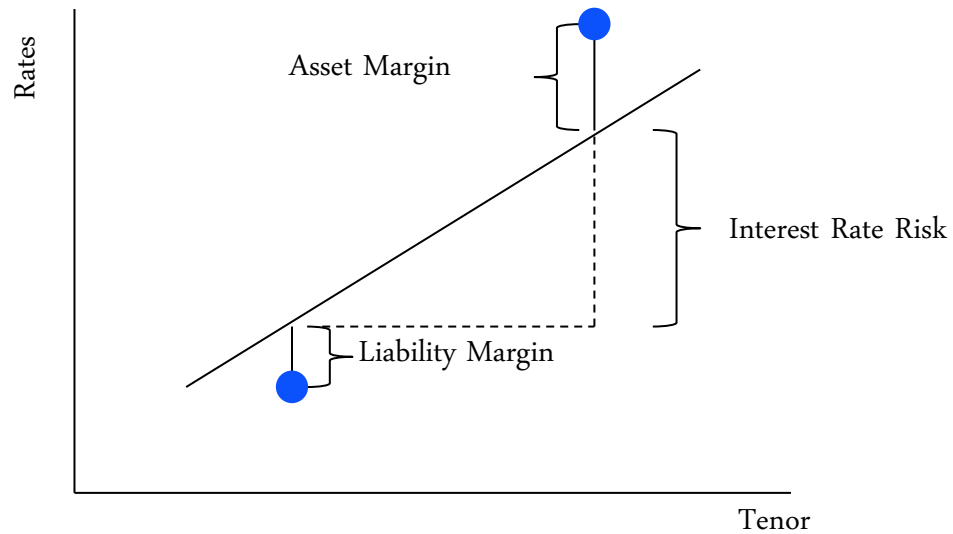 Rates
Asset Margin
Interest Rate Risk
Liability Margin
Tenor